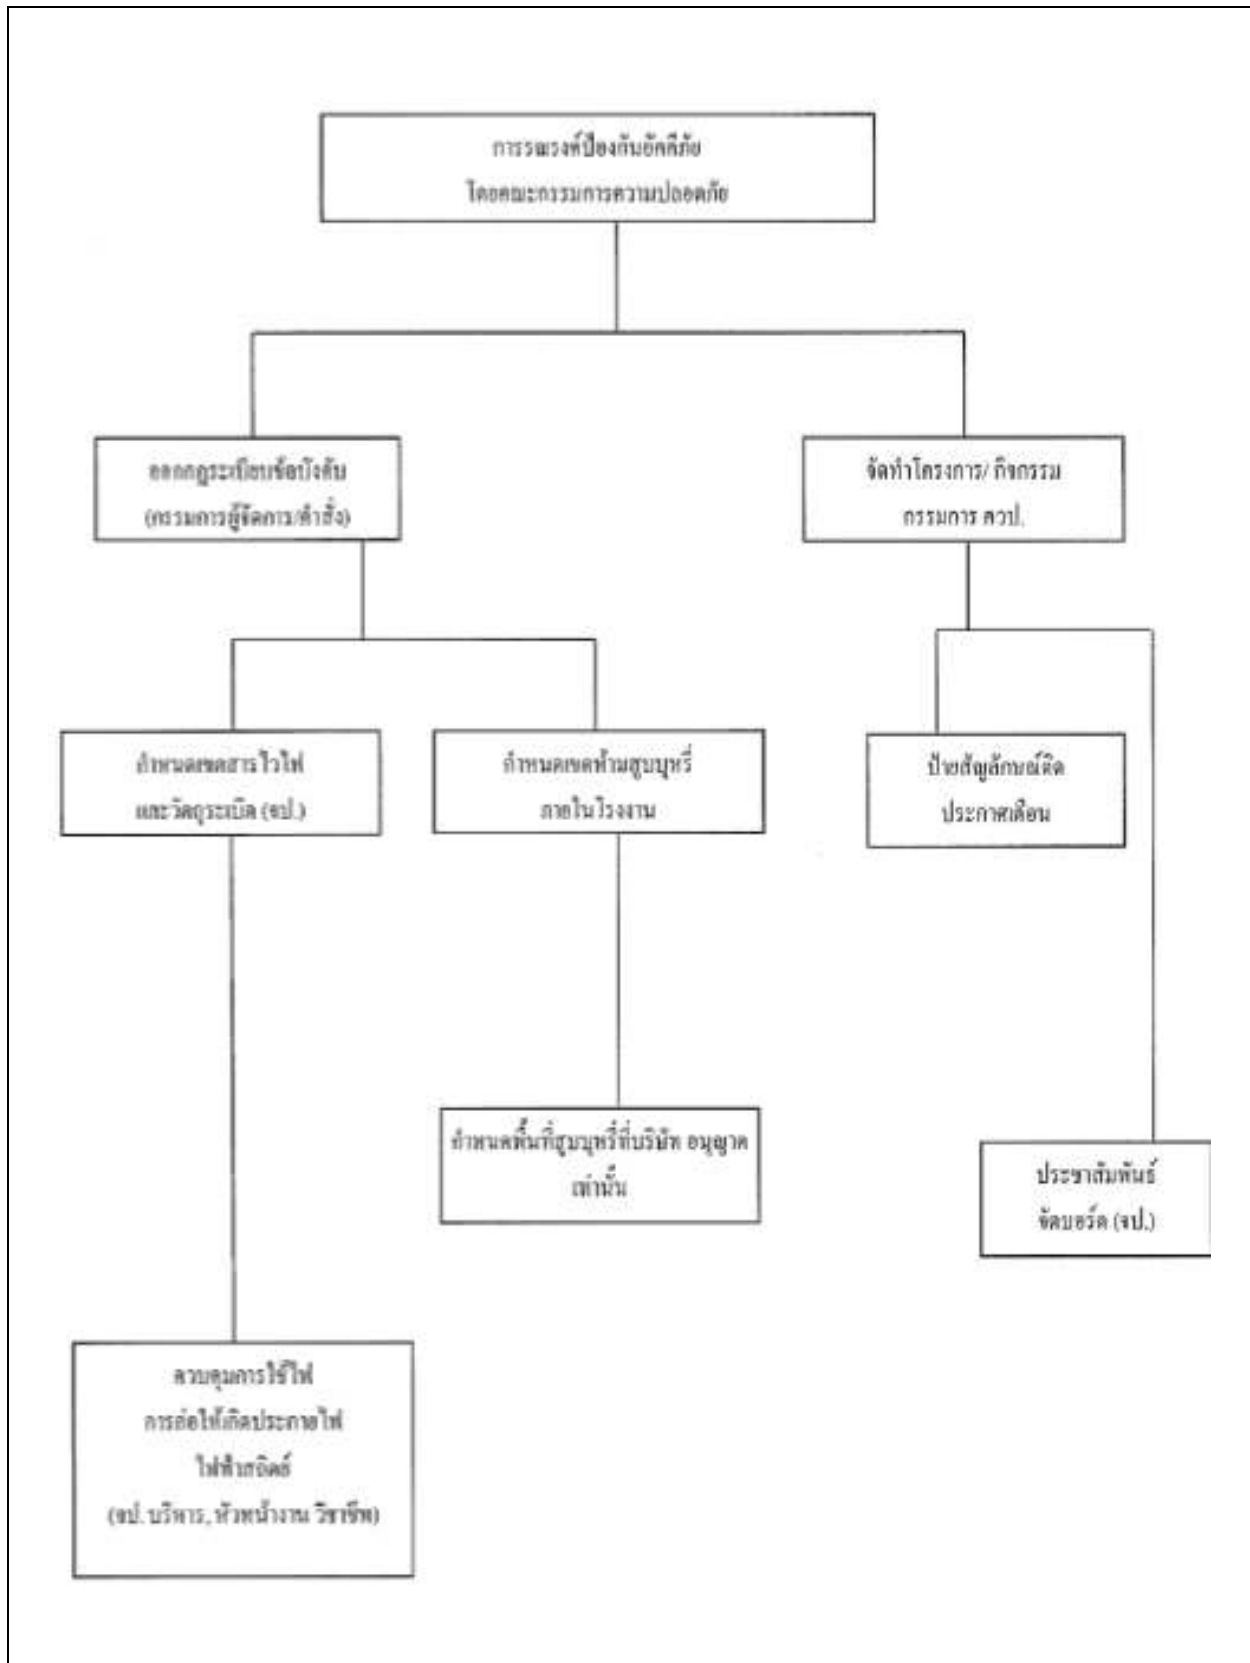 การรณรงค์ป้องกันอัคคีภัย
โดยคณะกรรมการความปลอดภัย
ออกกฎระเบียบข้อบังคับ
(กรรมการผู้จัดการ/คำสั่ง)
จัดทำโครงการ/ กิจกรรม
กรรมการ ควป.
กำหนดเขตสารไวไฟ
และวัตถุระเบิด (จป.)
กำหนดเขตห้ามสูบบุหรี่
ภายในโรงงาน
ป้ายสัญลักษณ์ติด
ประกาศเตือน
กำหนดพื้นที่สูบบุหรี่ที่บริษัท อนุญาต
เท่านั้น
ประชาสัมพันธ์
จัดบอร์ด (จป.)
ควบคุมการใช้ไฟ
การก่อให้เกิดประกายไฟ
ไฟฟ้าสถิตย์
(จป. บริหาร, หัวหน้างาน วิชาชีพ)